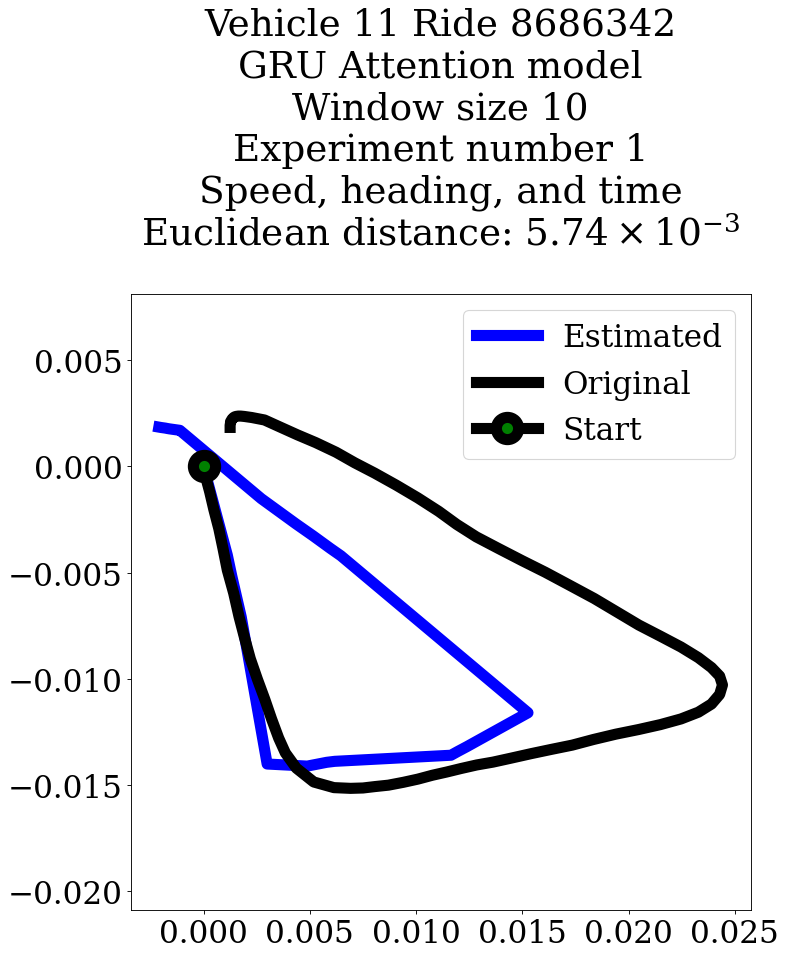 Vehicle 11 Ride 8686342
GRU Attention model
Window size 10
Experiment number 1
Speed, heading, and time
Euclidean distance: 5.74 × 10⁻³
Estimated
Original
Start
0.005
0.000
−0.005
−0.010
−0.015
−0.020
0.000 0.005 0.010 0.015 0.020 0.025